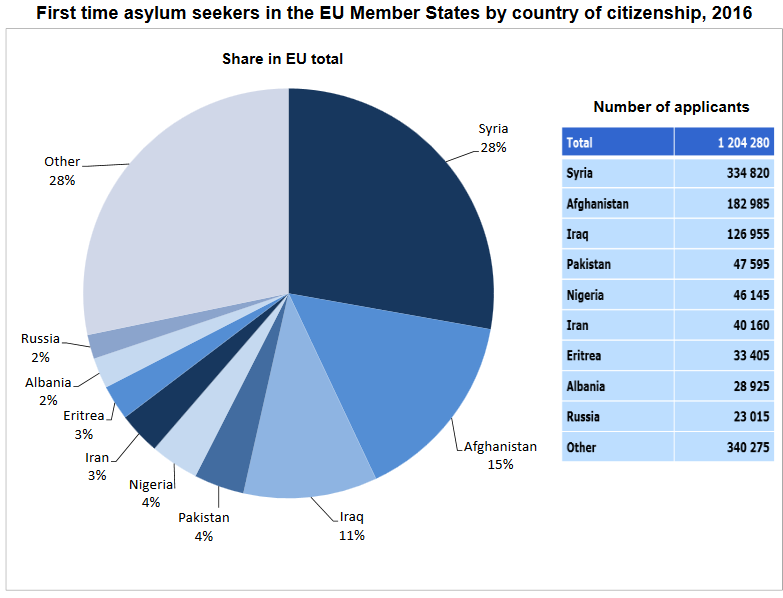 First time asylum seekers in the EU Member States by country of citizenship, 2016
Share in EU total
Syria
28%
Afghanistan
15%
Iraq
11%
Pakistan
4%
Nigeria
4%
Iran
3%
Eritrea
3%
Albania
2%
Russia
2%
Other
28%
Number of applicants
Total 1 204 280
Syria 334 820
Afghanistan 182 985
Iraq 126 955
Pakistan 47 595
Nigeria 46 145
Iran 40 160
Eritrea 33 405
Albania 28 925
Russia 23 015
Other 340 275